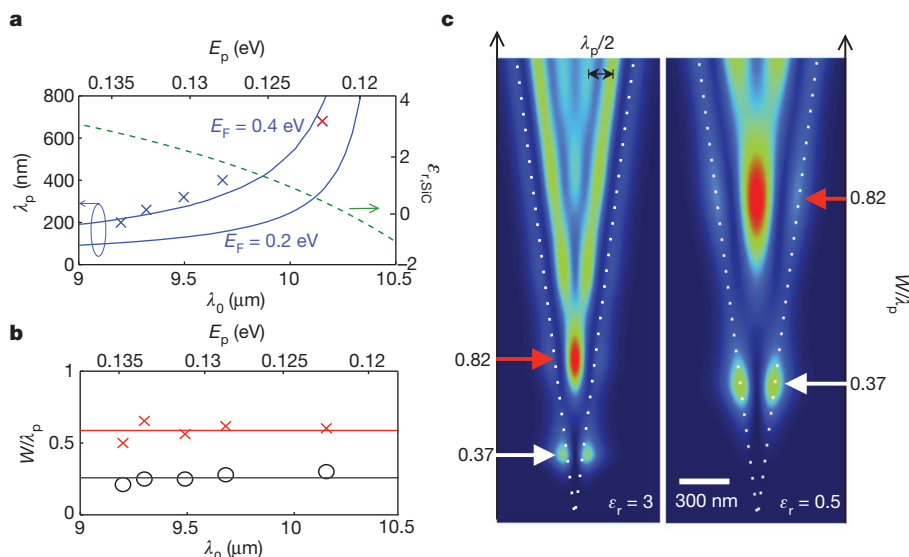 a
E_p (eV)
0.135 0.13 0.125 0.12
800
600
400
200
0
λ_p (nm)
E_F = 0.4 eV
E_F = 0.2 eV
4
2
0
−2
ε_r,SiC
9 9.5 10 10.5
λ_0 (μm)
b
E_p (eV)
0.135 0.13 0.125 0.12
1
0.5
0
W/λ_p
9 9.5 10 10.5
λ_0 (μm)
c
λ_p/2
0.82
0.37
ε_r = 3
0.82
W/λ_p
0.37
300 nm
ε_r = 0.5